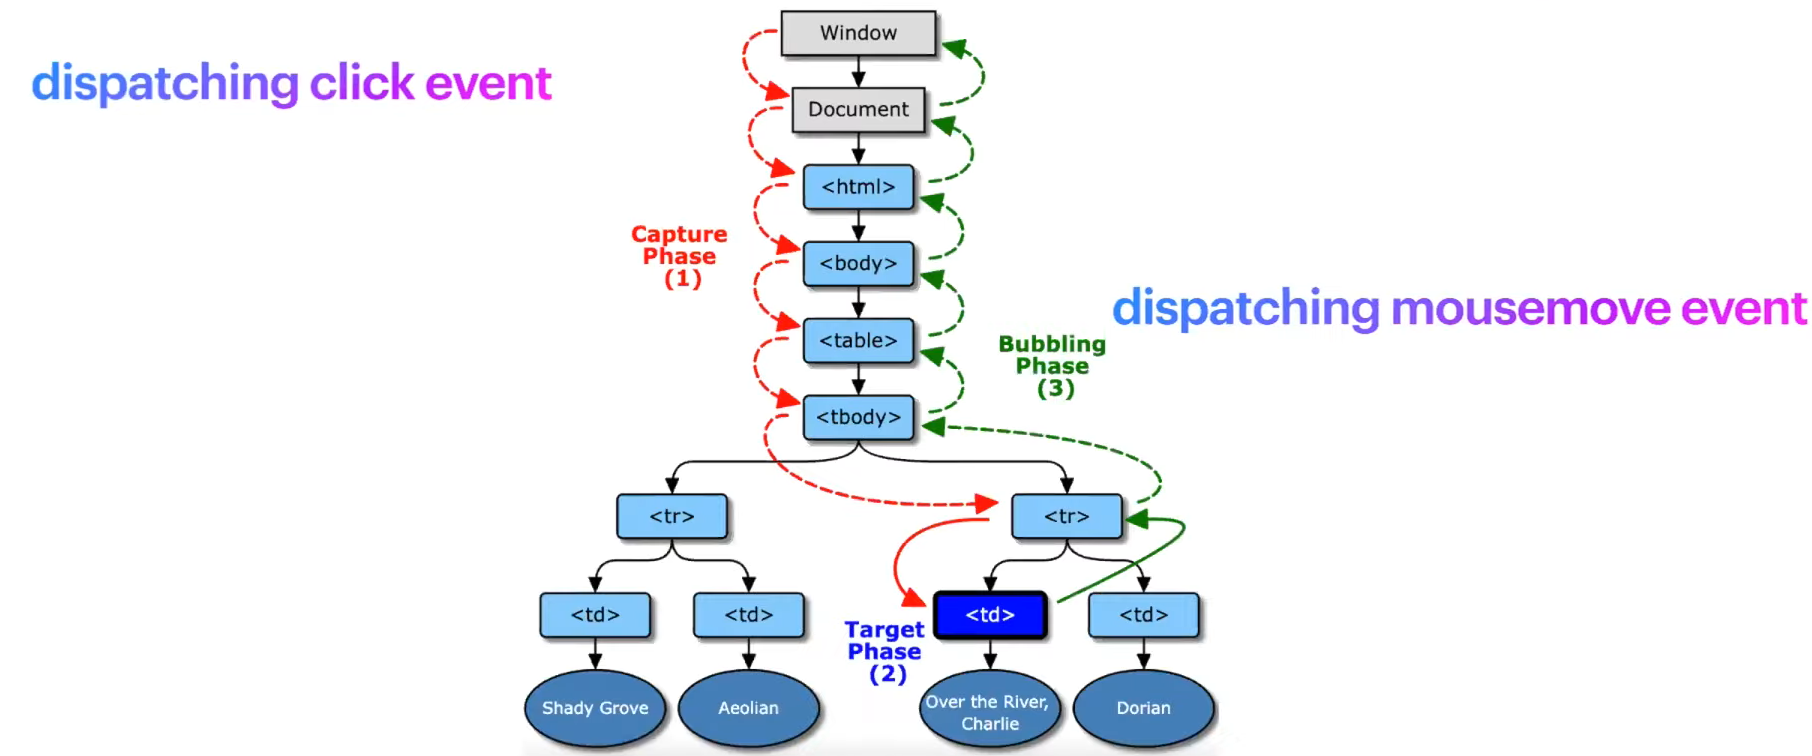 Window
dispatching click event
Document
<html>
Capture
Phase
(1)
<body>
dispatching mousemove event
<table>
Bubbling
Phase
(3)
<tbody>
<tr>
<tr>
<td>
<td>
<td>
<td>
Target
Phase
(2)
Shady Grove
Aeolian
Over the River,
Charlie
Dorian